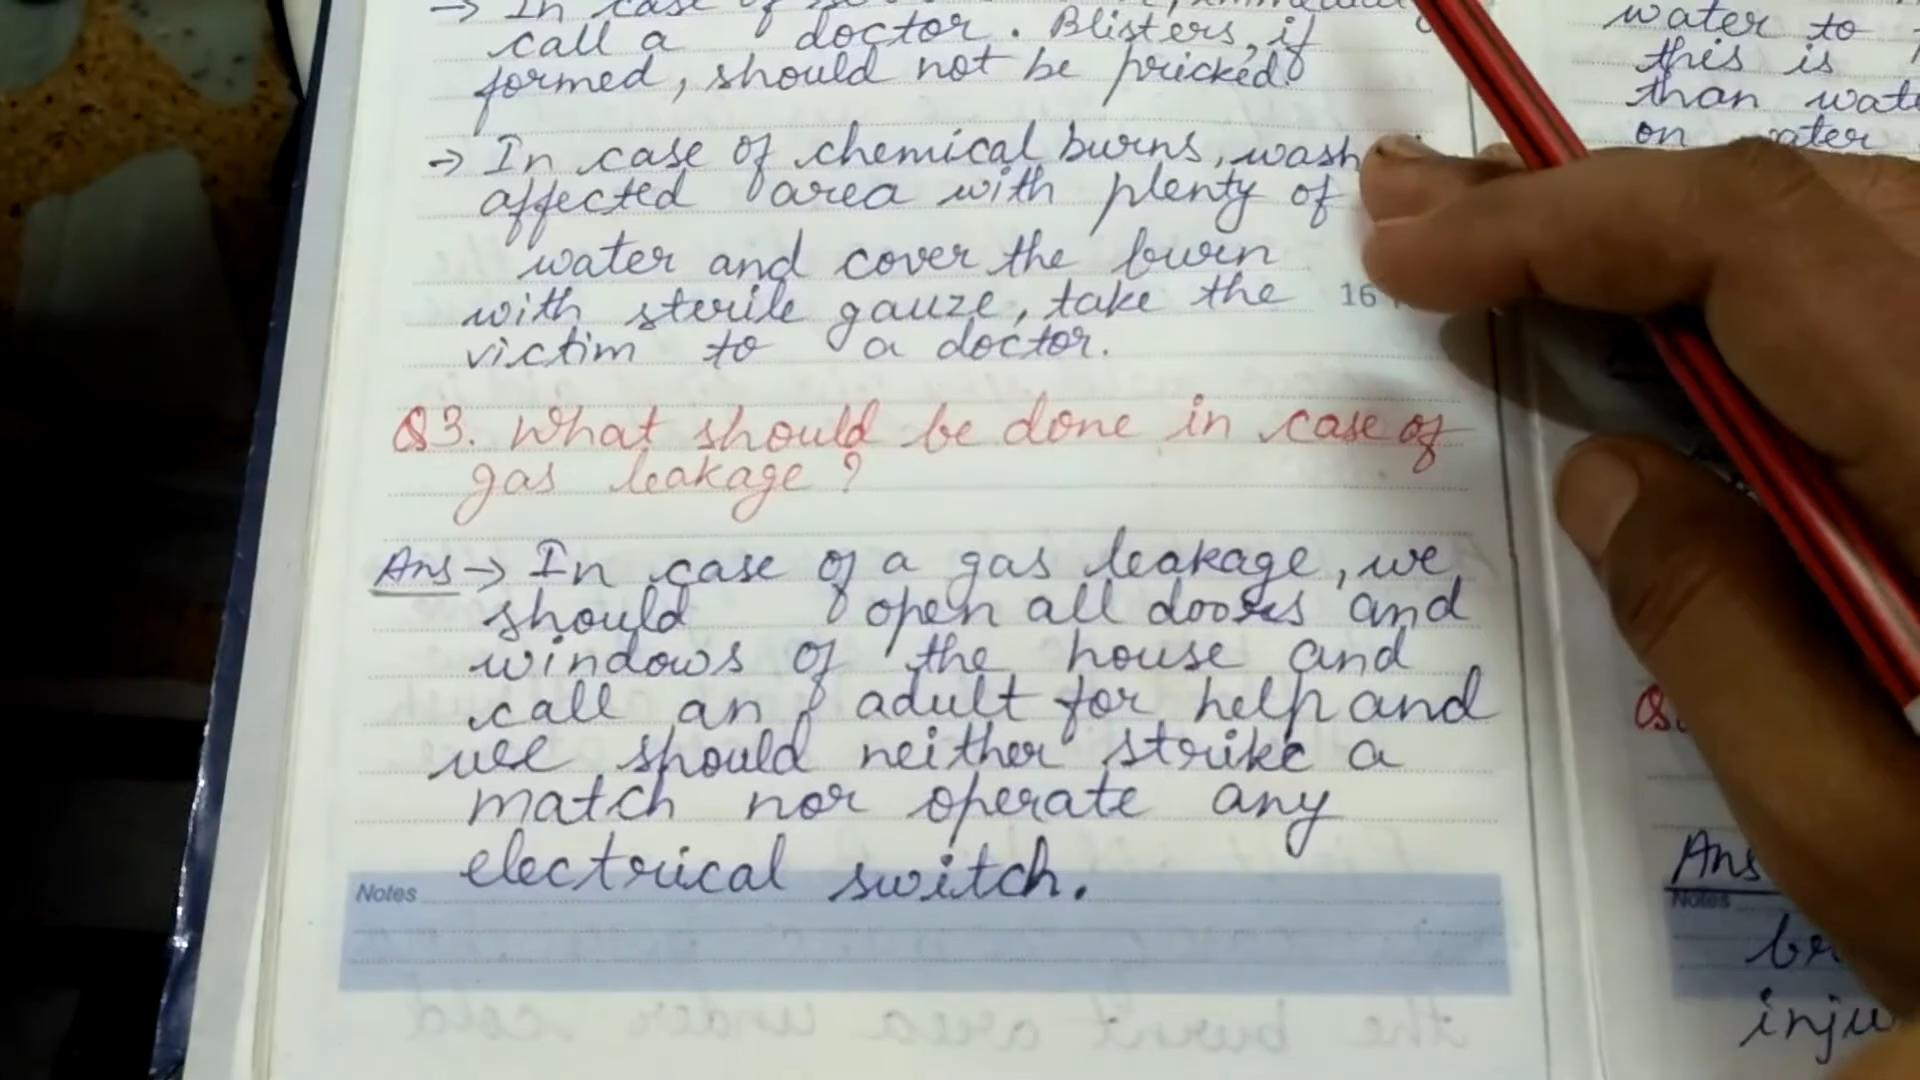 → In case of
call a doctor. Blisters, if
formed, should not be pricked.
→ In case of chemical burns, wash
affected area with plenty of
water and cover the burn
with sterile gauze, take the
victim to a doctor.
16
Q3. What should be done in case of
gas leakage?
Ans → In case of a gas leakage, we
should open all doors and
windows of the house and
call an adult for help and
we should neither strike a
match nor operate any
electrical switch.
Notes
water to
this is
than
on
Ans
Notes